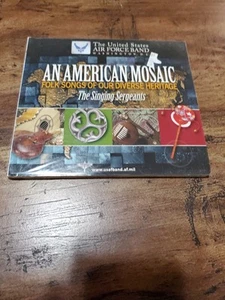 The United States
AIR FORCE BAND
WASHINGTON D.C.
AN AMERICAN MOSAIC
FOLK SONGS OF OUR DIVERSE HERITAGE
The Singing Sergeants
www.usafband.af.mil